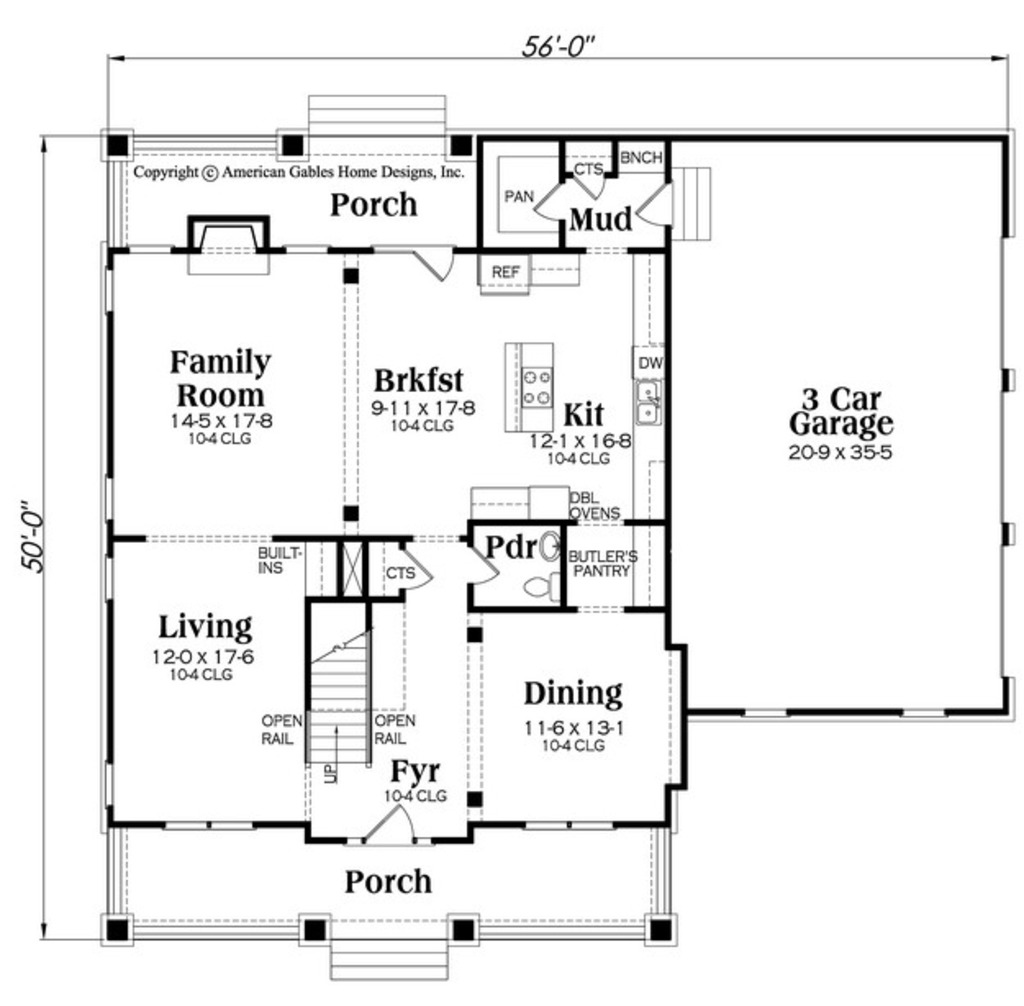 56'-0"
Copyright © American Gables Home Designs, Inc.
Porch
PAN
CTS
BNCH
Mud
REF
Family
Room
14-5 x 17-8
10-4 CLG
Brkfst
9-11 x 17-8
10-4 CLG
DW
Kit
12-1 x 16-8
10-4 CLG
3 Car
Garage
20-9 x 35-5
50'-0"
DBL
OVENS
BUILT-
INS
CTS
Pdr
BUTLER'S
PANTRY
Living
12-0 x 17-6
10-4 CLG
Dining
11-6 x 13-1
10-4 CLG
OPEN
RAIL
OPEN
RAIL
UP
Fyr
10-4 CLG
Porch